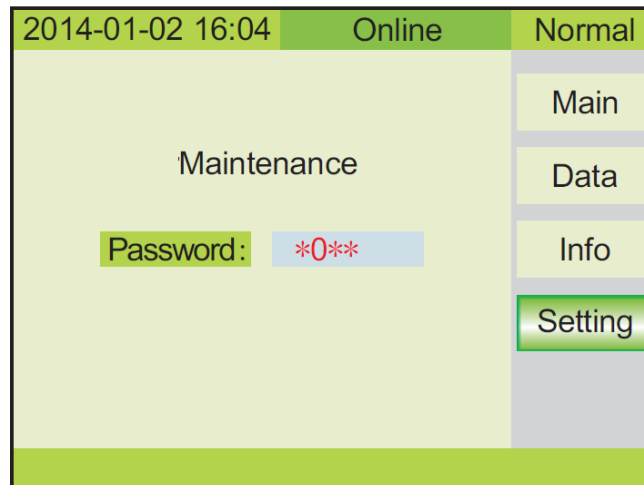 2014-01-02 16:04 Online Normal
Main
Maintenance
Data
Password: *0**
Info
Setting